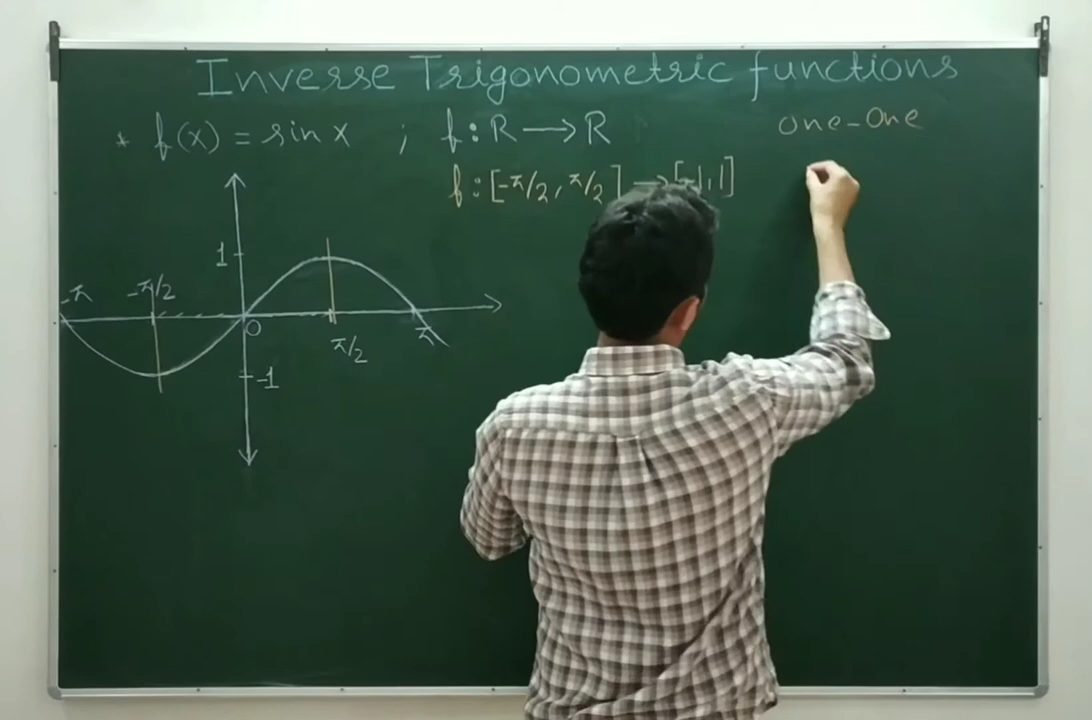 Inverse Trigonometric functions
* f(x) = sin x ; f : R → R
one-one
f : [-π/2, π/2] → [-1, 1]
1
-π
-π/2
0
π/2
π
-1